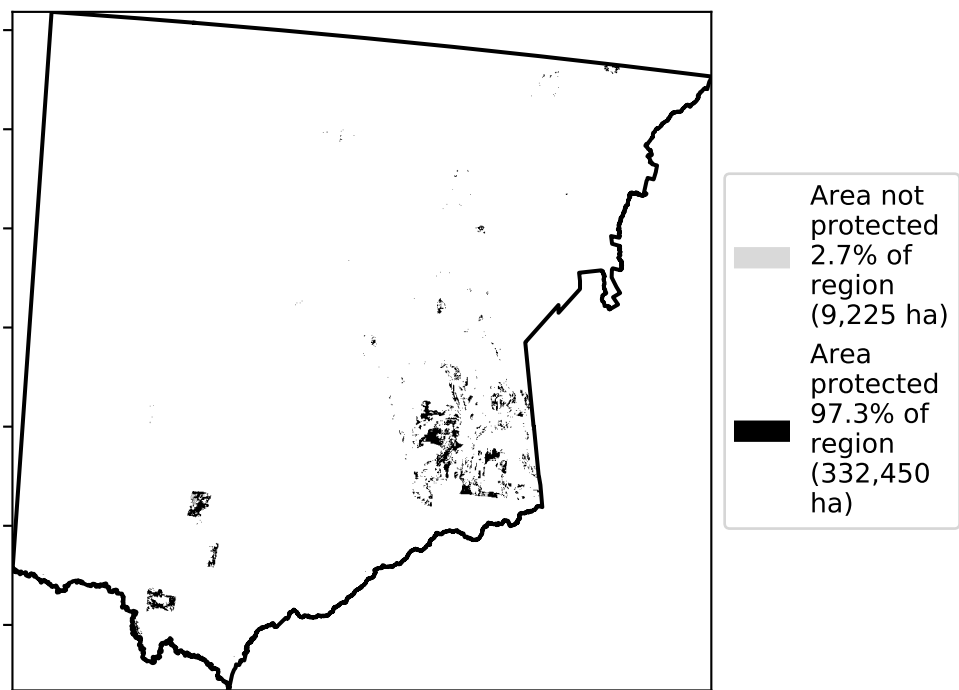 Area not
protected
2.7% of
region
(9,225 ha)
Area
protected
97.3% of
region
(332,450
ha)